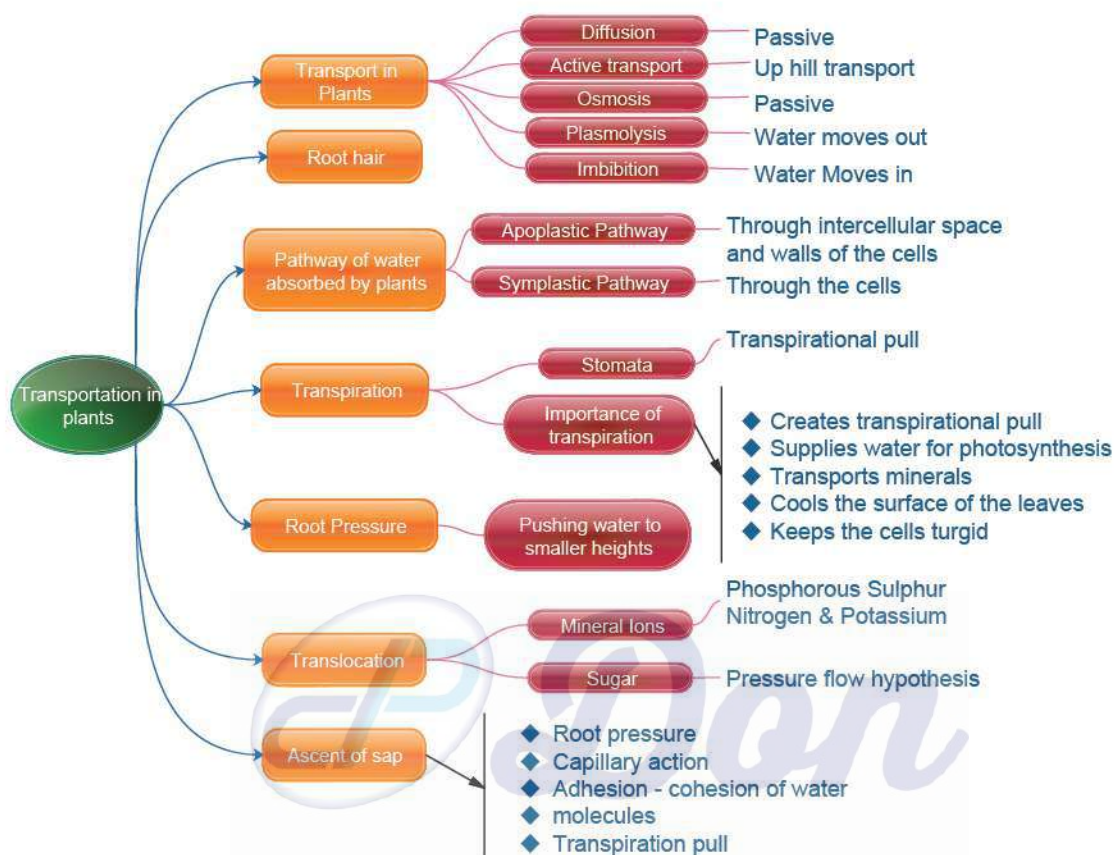 Transportation in
plants
Transport in
Plants
Diffusion
Passive
Active transport
Up hill transport
Osmosis
Passive
Plasmolysis
Water moves out
Imbibition
Water Moves in
Root hair
Pathway of water
absorbed by plants
Apoplastic Pathway
Through intercellular space
and walls of the cells
Symplastic Pathway
Through the cells
Transpiration
Stomata
Transpirational pull
Importance of
transpiration
◆ Creates transpirational pull
◆ Supplies water for photosynthesis
◆ Transports minerals
◆ Cools the surface of the leaves
◆ Keeps the cells turgid
Root Pressure
Pushing water to
smaller heights
Translocation
Mineral Ions
Phosphorous Sulphur
Nitrogen & Potassium
Sugar
Pressure flow hypothesis
Ascent of sap
◆ Root pressure
◆ Capillary action
◆ Adhesion - cohesion of water
◆ molecules
◆ Transpiration pull
Don